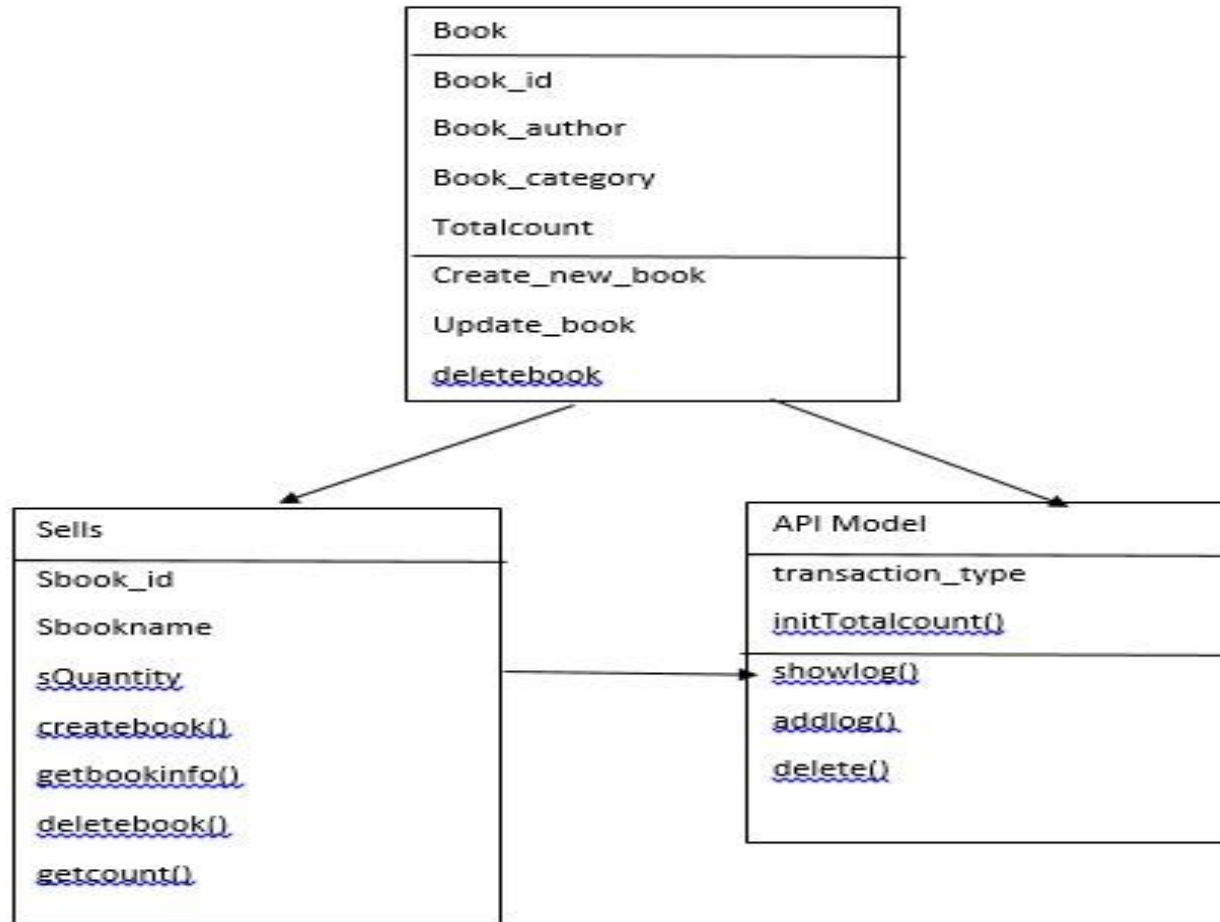 Book
Book_id
Book_author
Book_category
Totalcount
Create_new_book
Update_book
deletebook
Sells
Sbook_id
Sbookname
sQuantity
createbook()
getbookinfo()
deletebook()
getcount()
API Model
transaction_type
initTotalcount()
showlog()
addlog()
delete()